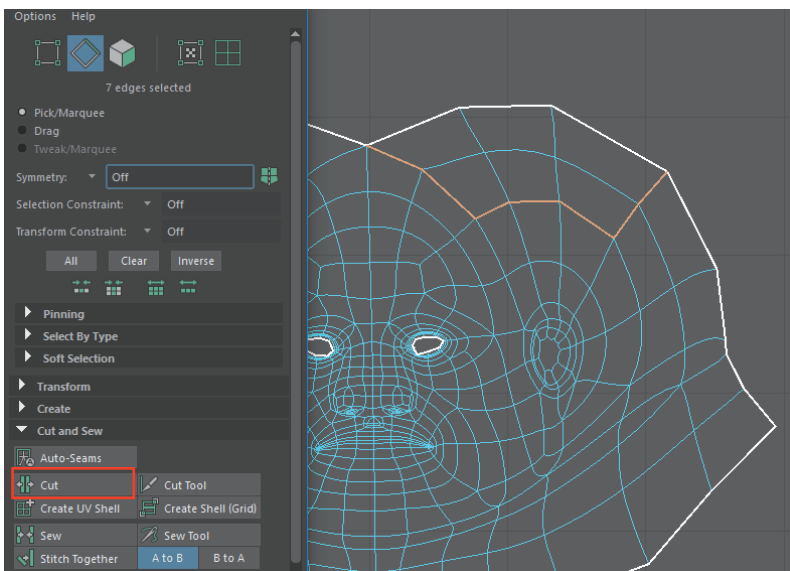 Options Help
7 edges selected
Pick/Marquee
Drag
Tweak/Marquee
Symmetry: Off
Selection Constraint: Off
Transform Constraint: Off
All Clear Inverse
Pinning
Select By Type
Soft Selection
Transform
Create
Cut and Sew
Auto-Seams
Cut Cut Tool
Create UV Shell Create Shell (Grid)
Sew Sew Tool
Stitch Together A to B B to A